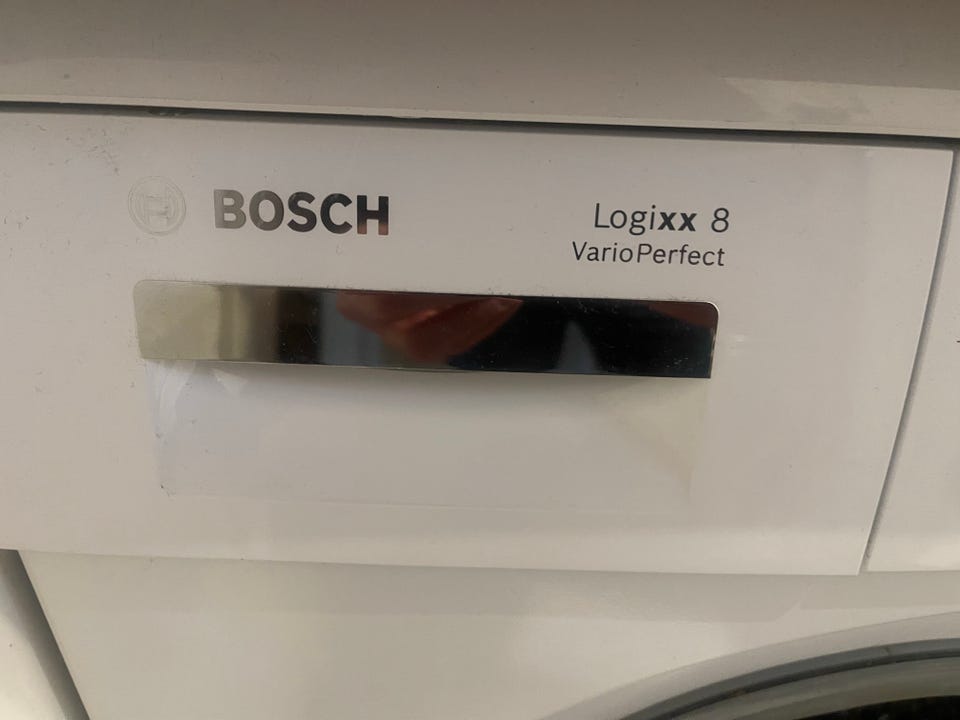 BOSCH
Logixx 8
VarioPerfect